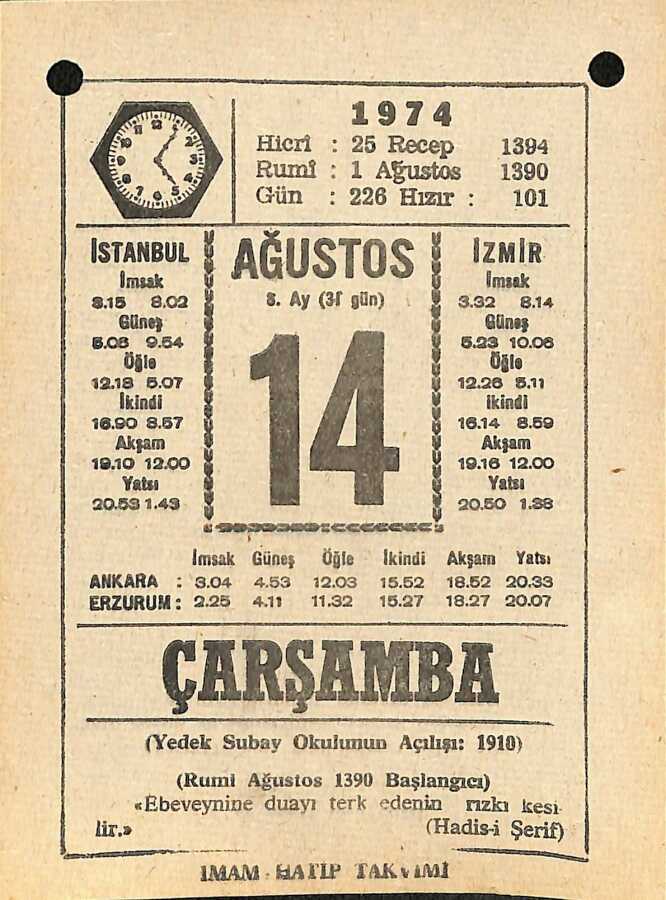 1974
Hicrî : 25 Recep 1394
Rumî : 1 Ağustos 1390
Gün : 226 Hızır : 101
İSTANBUL
İmsak
3.15 8.02
Güneş
5.08 9.54
Öğle
12.18 5.07
İkindi
16.90 8.57
Akşam
19.10 12.00
Yatsı
20.53 1.43
AĞUSTOS
8. Ay (31 gün)
14
İZMİR
İmsak
3.32 8.14
Güneş
5.23 10.06
Öğle
12.26 5.11
İkindi
16.14 8.59
Akşam
19.16 12.00
Yatsı
20.50 1.38
İmsak Güneş Öğle İkindi Akşam Yatsı
ANKARA : 3.04 4.53 12.03 15.52 18.52 20.33
ERZURUM : 2.25 4.11 11.32 15.27 18.27 20.07
ÇARŞAMBA
(Yedek Subay Okulunun Açılışı: 1910)
(Rumî Ağustos 1390 Başlangıcı)
«Ebeveynine duayı terk edenin rızkı kesi-
lir.» (Hadis-i Şerif)
İMAM - HATİP TAKVİMİ